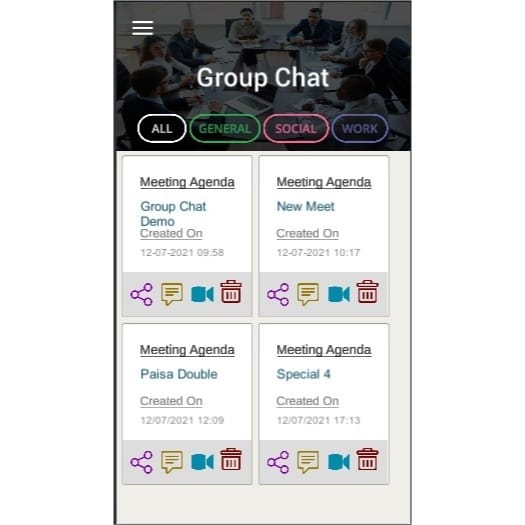 Group Chat
ALL GENERAL SOCIAL WORK
Meeting Agenda
Group Chat
Demo
Created On
12-07-2021 09:58
Meeting Agenda
New Meet
Created On
12-07-2021 10:17
Meeting Agenda
Paisa Double
Created On
12/07/2021 12:09
Meeting Agenda
Special 4
Created On
12/07/2021 17:13